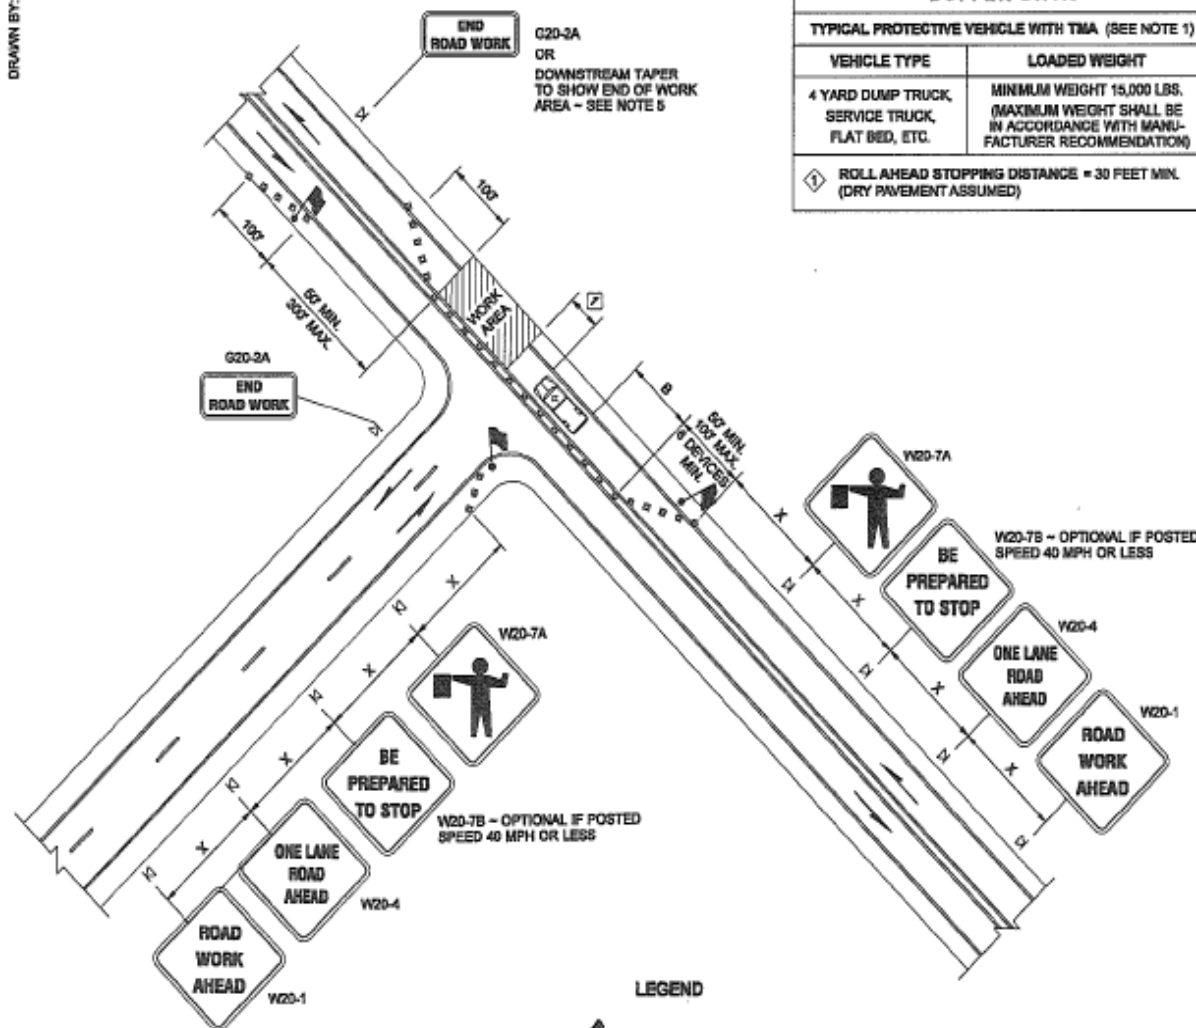 DRAWN BY:
END
ROAD WORK
G20-2A
OR
DOWNSTREAM TAPER
TO SHOW END OF WORK
AREA ~ SEE NOTE 5
TYPICAL PROTECTIVE VEHICLE WITH TMA (SEE NOTE 1)
VEHICLE TYPE
LOADED WEIGHT
4 YARD DUMP TRUCK,
SERVICE TRUCK,
FLAT BED, ETC.
MINIMUM WEIGHT 15,000 LBS.
(MAXIMUM WEIGHT SHALL BE
IN ACCORDANCE WITH MANU-
FACTURER RECOMMENDATION)
1
ROLL AHEAD STOPPING DISTANCE = 30 FEET MIN.
(DRY PAVEMENT ASSUMED)
100'
100'
50' MIN.
300' MAX.
WORK
AREA
G20-2A
END
ROAD WORK
B
50' MIN.
100' MAX.
6 DEVICES
MIN.
X
W20-7A
X
BE
PREPARED
TO STOP
W20-7B ~ OPTIONAL IF POSTED
SPEED 40 MPH OR LESS
X
ONE LANE
ROAD
AHEAD
W20-4
X
ROAD
WORK
AHEAD
W20-1
X
W20-7A
X
BE
PREPARED
TO STOP
W20-7B ~ OPTIONAL IF POSTED
SPEED 40 MPH OR LESS
X
ONE LANE
ROAD
AHEAD
W20-4
X
ROAD
WORK
AHEAD
W20-1
LEGEND